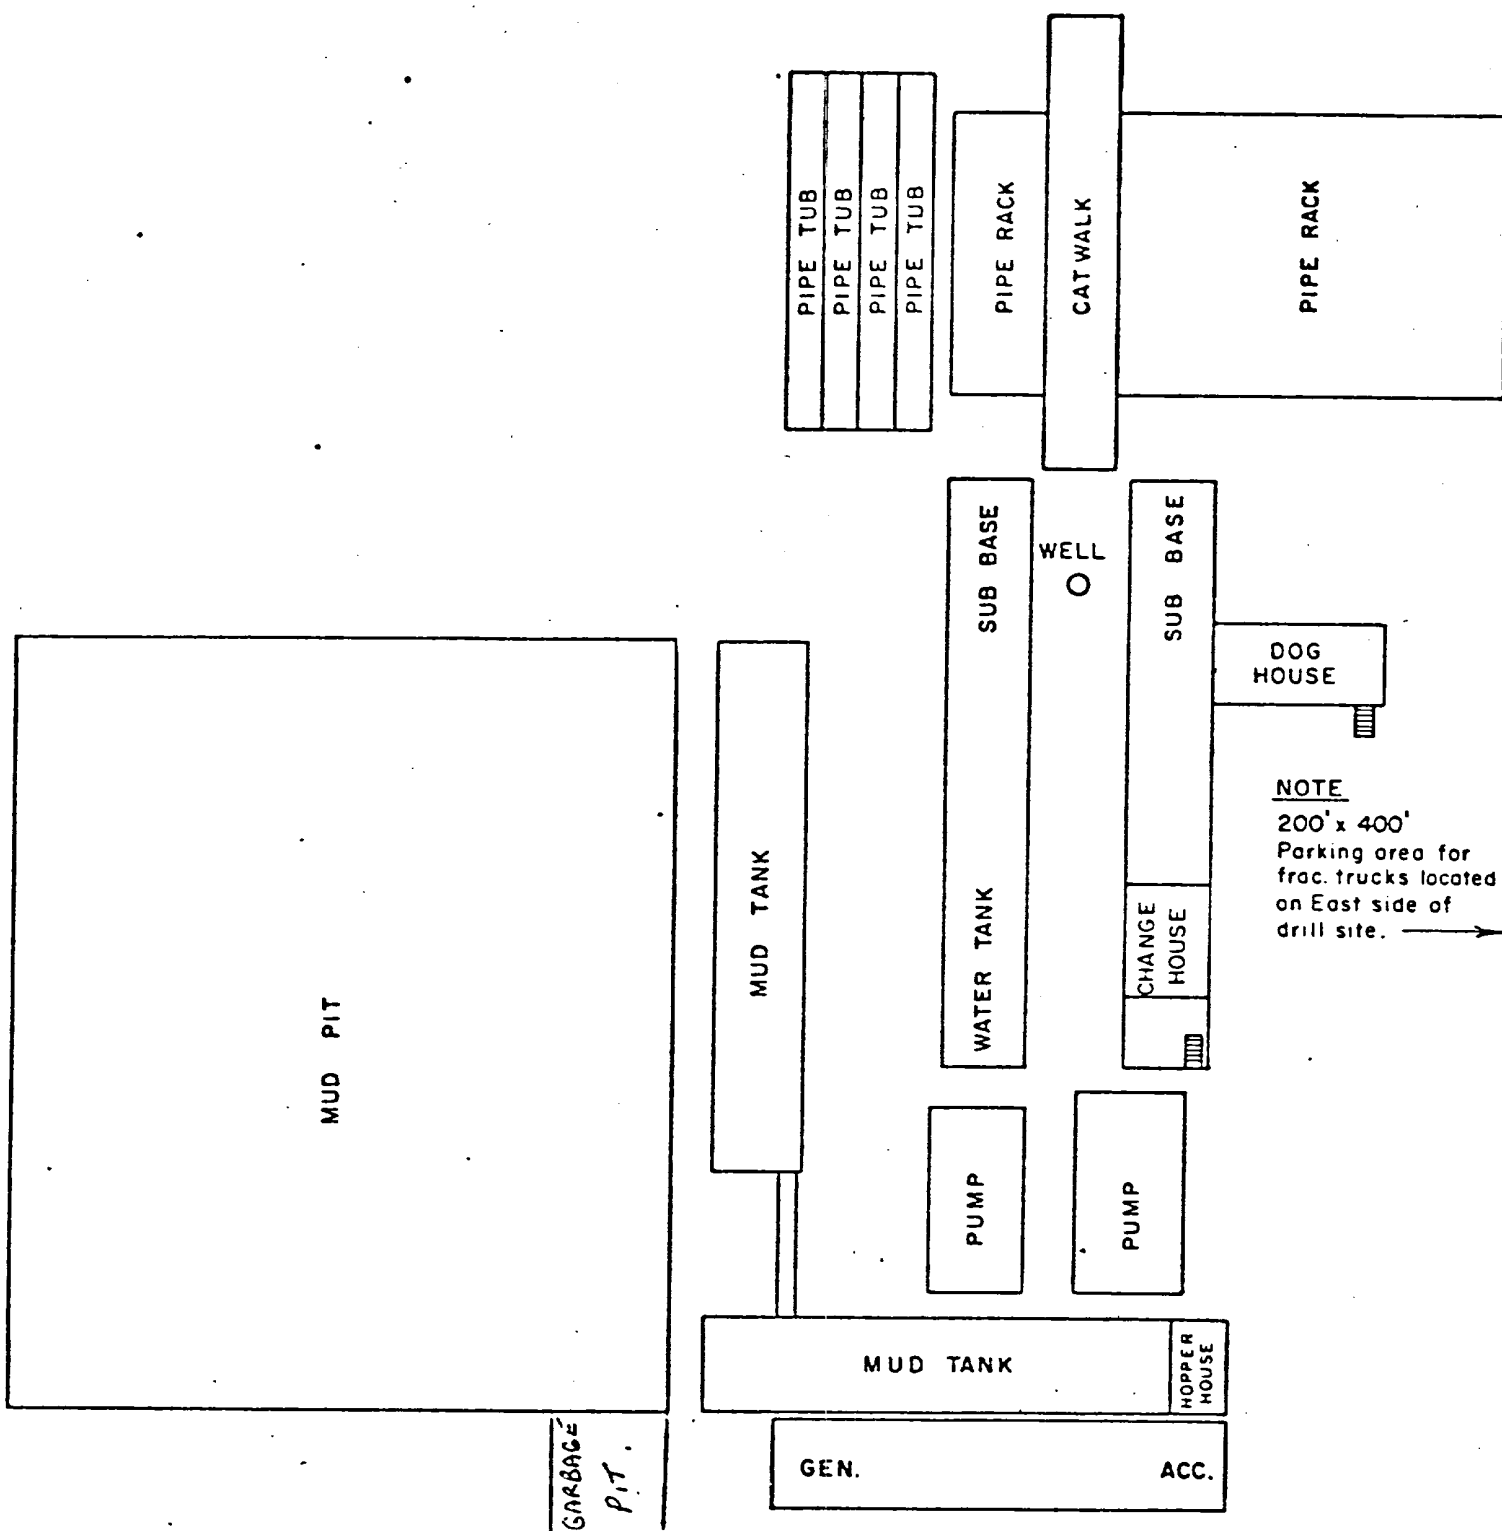 PIPE TUB
PIPE TUB
PIPE TUB
PIPE TUB
PIPE RACK
CATWALK
PIPE RACK
SUB BASE
WATER TANK
WELL
SUB BASE
DOG
HOUSE
NOTE
200' x 400'
Parking area for
frac. trucks located
on East side of
drill site.
CHANGE
HOUSE
MUD PIT
MUD TANK
PUMP
PUMP
MUD TANK
HOPPER
HOUSE
GARBAGE
PIT.
GEN.
ACC.